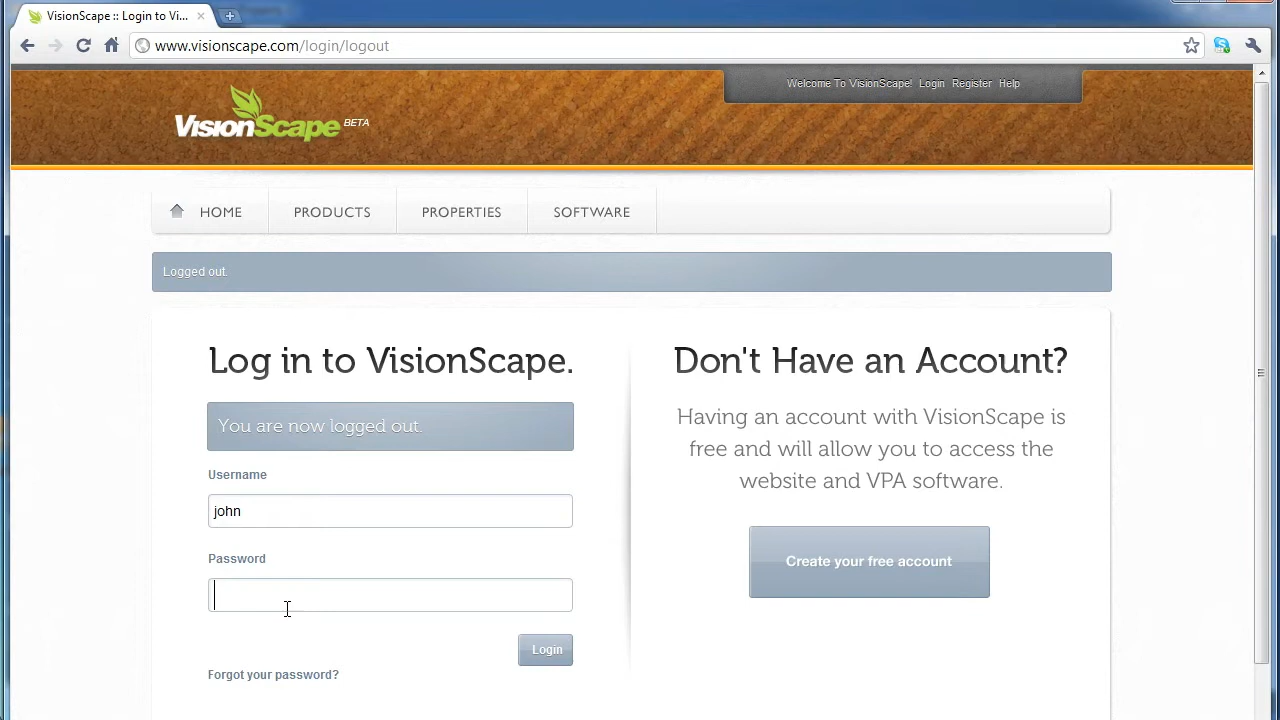 VisionScape :: Login to Vi...
www.visionscape.com/login/logout
Welcome To VisionScape! Login Register Help
VISIONSCAPE BETA
HOME PRODUCTS PROPERTIES SOFTWARE
Logged out.
Log in to VisionScape.
You are now logged out.
Username
john
Password
Login
Forgot your password?
Don't Have an Account?
Having an account with VisionScape is
free and will allow you to access the
website and VPA software.
Create your free account